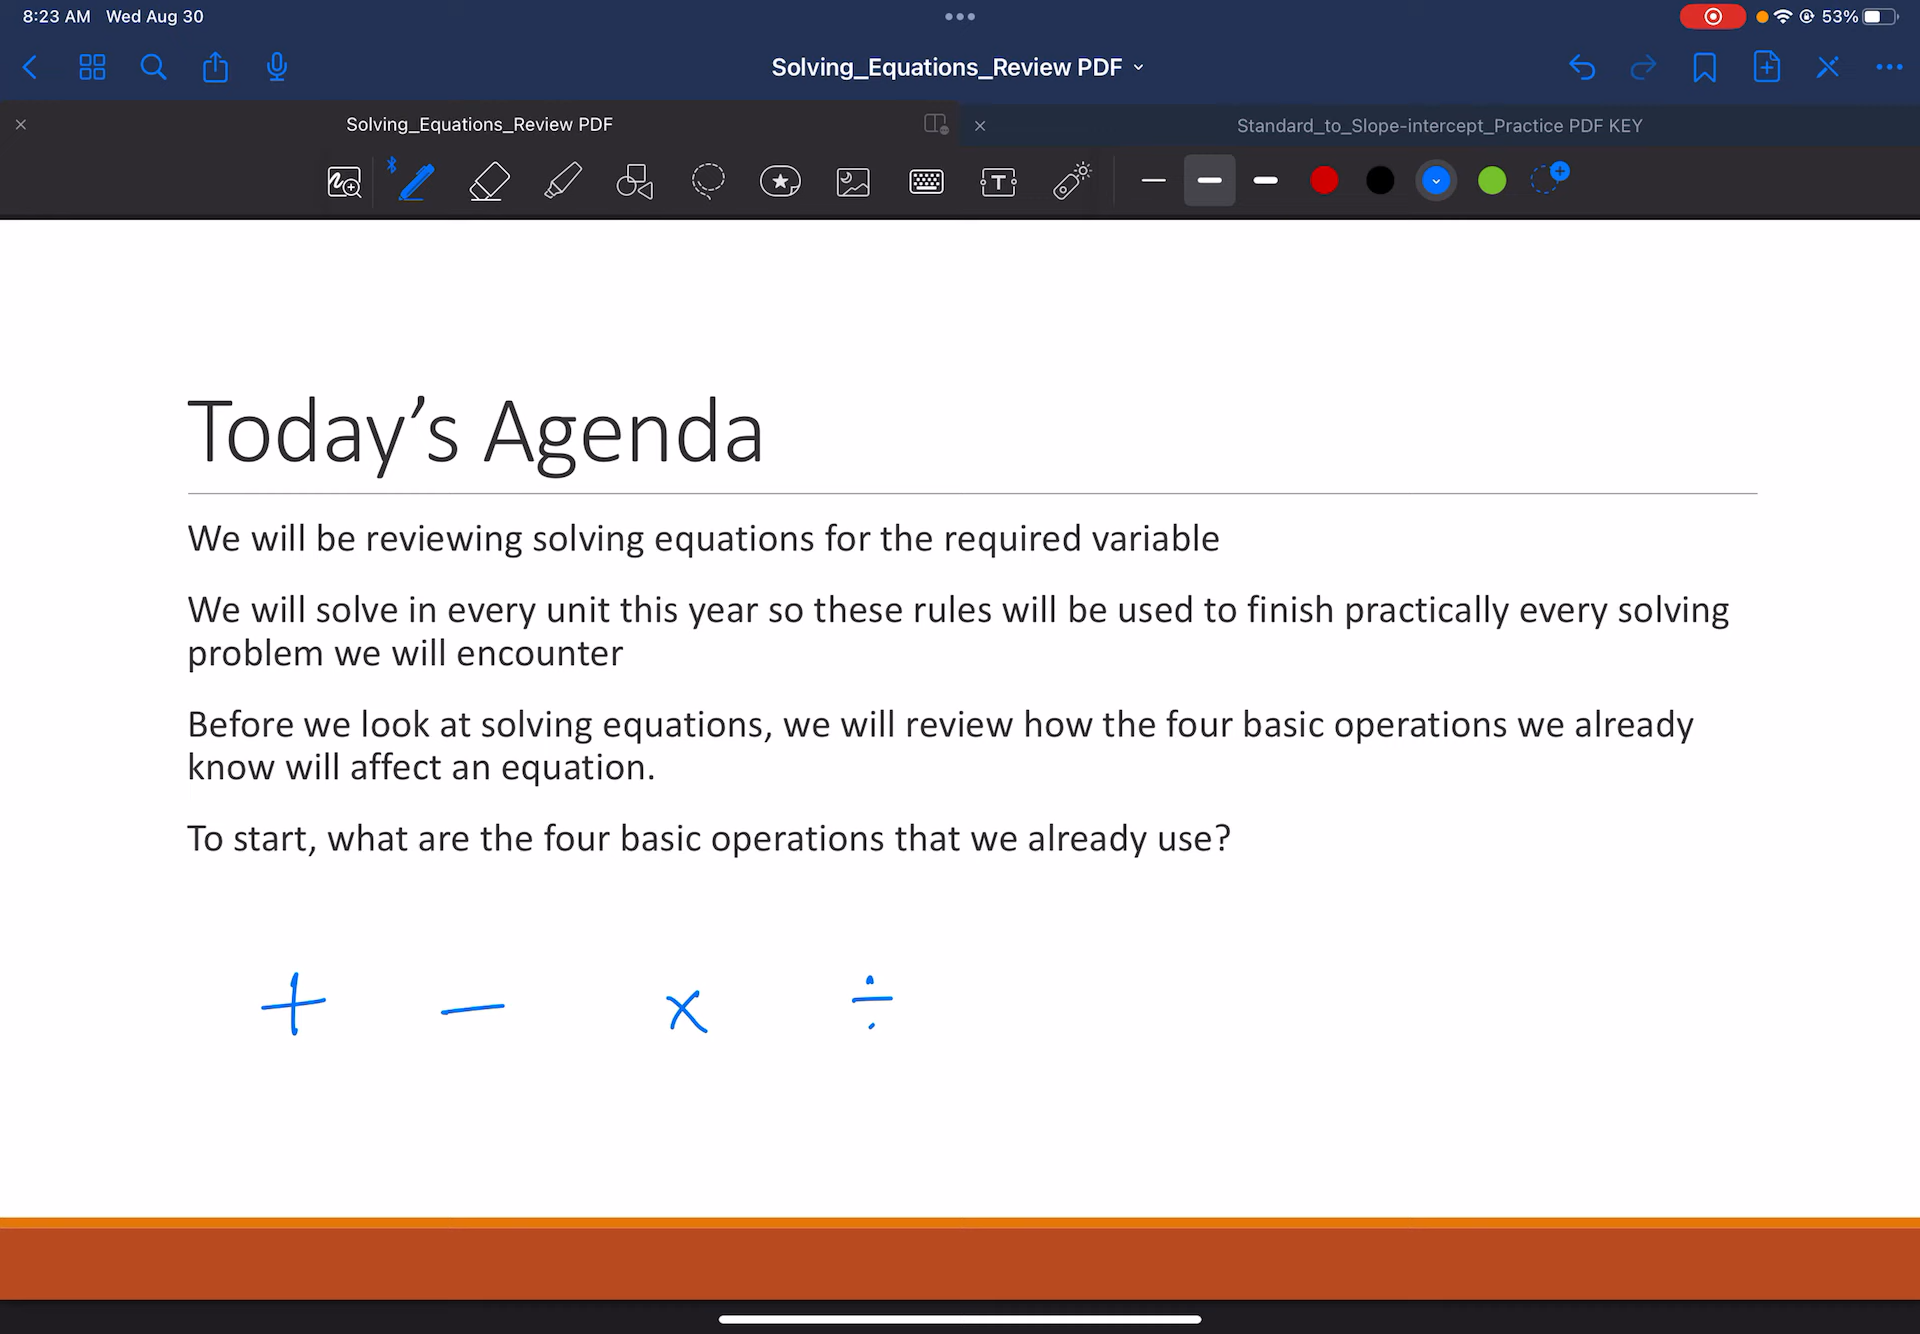 8:23 AM Wed Aug 30
53%
Solving_Equations_Review PDF
Solving_Equations_Review PDF
Standard_to_Slope-intercept_Practice PDF KEY
Today's Agenda
We will be reviewing solving equations for the required variable
We will solve in every unit this year so these rules will be used to finish practically every solving
problem we will encounter
Before we look at solving equations, we will review how the four basic operations we already
know will affect an equation.
To start, what are the four basic operations that we already use?
+ − × ÷